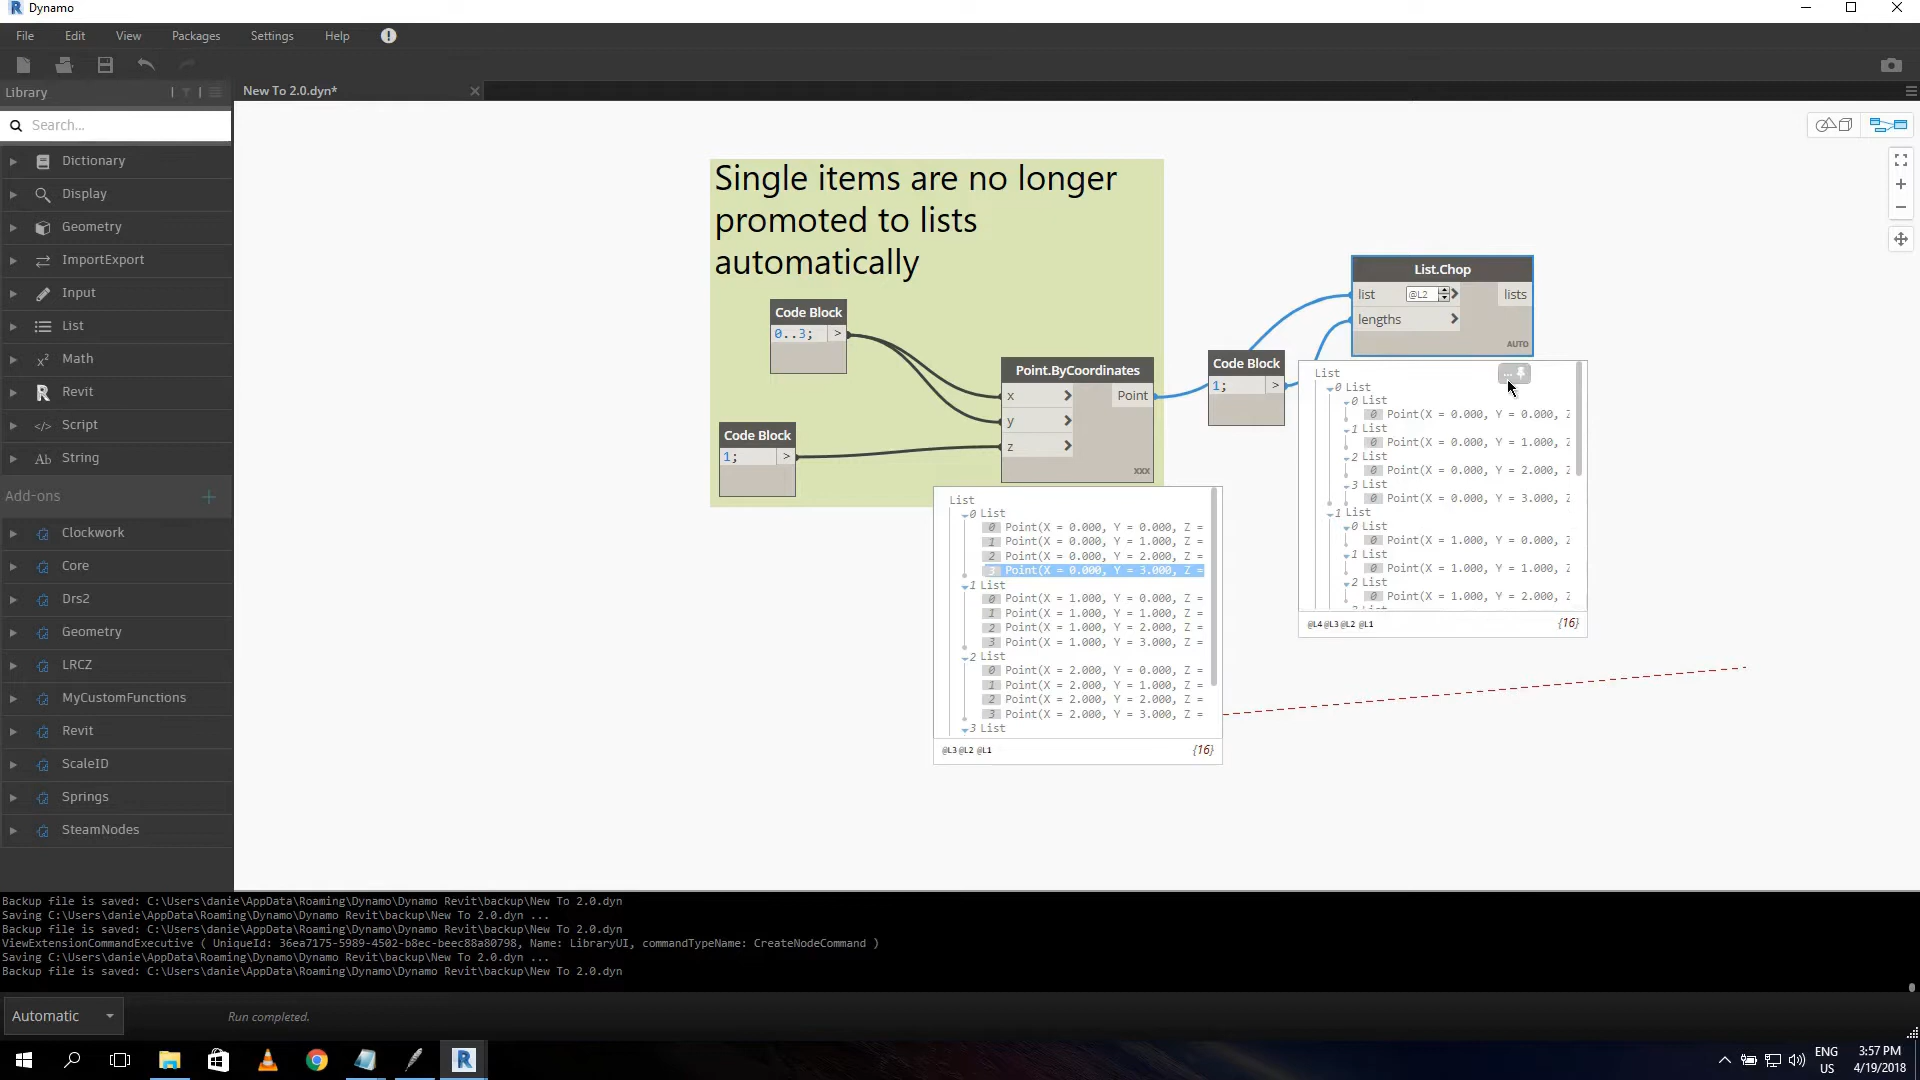 Dynamo
File Edit View Packages Settings Help
Library
New To 2.0.dyn*
Search...
Dictionary
Display
Geometry
ImportExport
Input
List
Math
Revit
Script
String
Add-ons
Clockwork
Core
Drs2
Geometry
LRCZ
MyCustomFunctions
Revit
ScaleID
Springs
SteamNodes
Single items are no longer
promoted to lists
automatically
Code Block
0..3; >
Code Block
1; >
Point.ByCoordinates
x > Point
y >
z >
xxx
List
0 List
0 Point(X = 0.000, Y = 0.000, Z =
1 Point(X = 0.000, Y = 1.000, Z =
2 Point(X = 0.000, Y = 2.000, Z =
3 Point(X = 0.000, Y = 3.000, Z =
1 List
0 Point(X = 1.000, Y = 0.000, Z =
1 Point(X = 1.000, Y = 1.000, Z =
2 Point(X = 1.000, Y = 2.000, Z =
3 Point(X = 1.000, Y = 3.000, Z =
2 List
0 Point(X = 2.000, Y = 0.000, Z =
1 Point(X = 2.000, Y = 1.000, Z =
2 Point(X = 2.000, Y = 2.000, Z =
3 Point(X = 2.000, Y = 3.000, Z =
3 List
@L3 @L2 @L1 {16}
Code Block
1; >
List.Chop
list @L2 > lists
lengths >
AUTO
List
0 List
0 List
0 Point(X = 0.000, Y = 0.000, Z
1 List
0 Point(X = 0.000, Y = 1.000, Z
2 List
0 Point(X = 0.000, Y = 2.000, Z
3 List
0 Point(X = 0.000, Y = 3.000, Z
1 List
0 List
0 Point(X = 1.000, Y = 0.000, Z
1 List
0 Point(X = 1.000, Y = 1.000, Z
2 List
0 Point(X = 1.000, Y = 2.000, Z
@L4 @L3 @L2 @L1 {16}
Backup file is saved: C:\Users\danie\AppData\Roaming\Dynamo\Dynamo Revit\backup\New To 2.0.dyn
Saving C:\Users\danie\AppData\Roaming\Dynamo\Dynamo Revit\backup\New To 2.0.dyn ...
Backup file is saved: C:\Users\danie\AppData\Roaming\Dynamo\Dynamo Revit\backup\New To 2.0.dyn
ViewExtensionCommandExecutive ( UniqueId: 36ea7175-5989-4502-b8ec-beec88a80798, Name: LibraryUI, commandTypeName: CreateNodeCommand )
Saving C:\Users\danie\AppData\Roaming\Dynamo\Dynamo Revit\backup\New To 2.0.dyn ...
Backup file is saved: C:\Users\danie\AppData\Roaming\Dynamo\Dynamo Revit\backup\New To 2.0.dyn
Automatic Run completed.
ENG
US
3:57 PM
4/19/2018